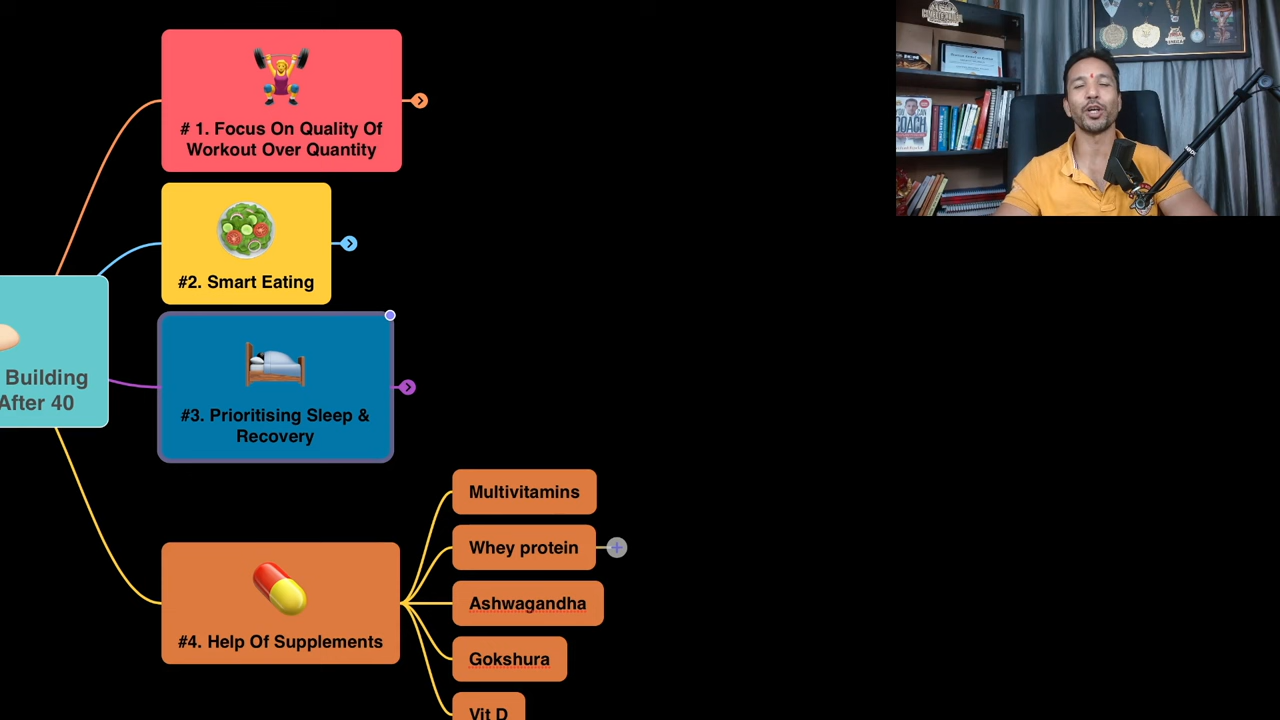 # 1. Focus On Quality Of
Workout Over Quantity
#2. Smart Eating
Building
After 40
#3. Prioritising Sleep &
Recovery
#4. Help Of Supplements
Multivitamins
Whey protein
Ashwagandha
Gokshura
Vit D
COACH